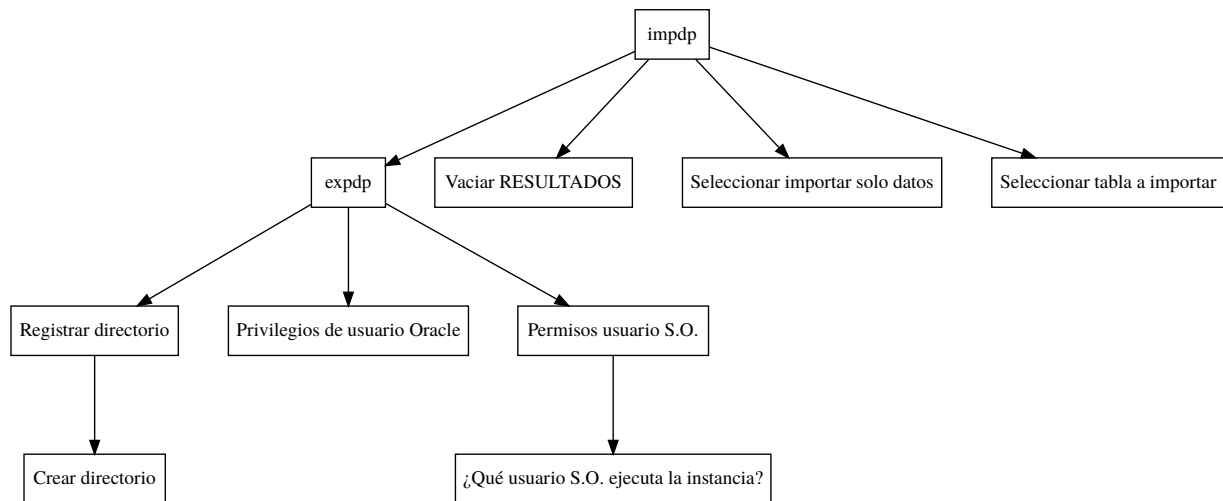 impdp
expdp
Vaciar RESULTADOS
Seleccionar importar solo datos
Seleccionar tabla a importar
Registrar directorio
Privilegios de usuario Oracle
Permisos usuario S.O.
Crear directorio
¿Qué usuario S.O. ejecuta la instancia?